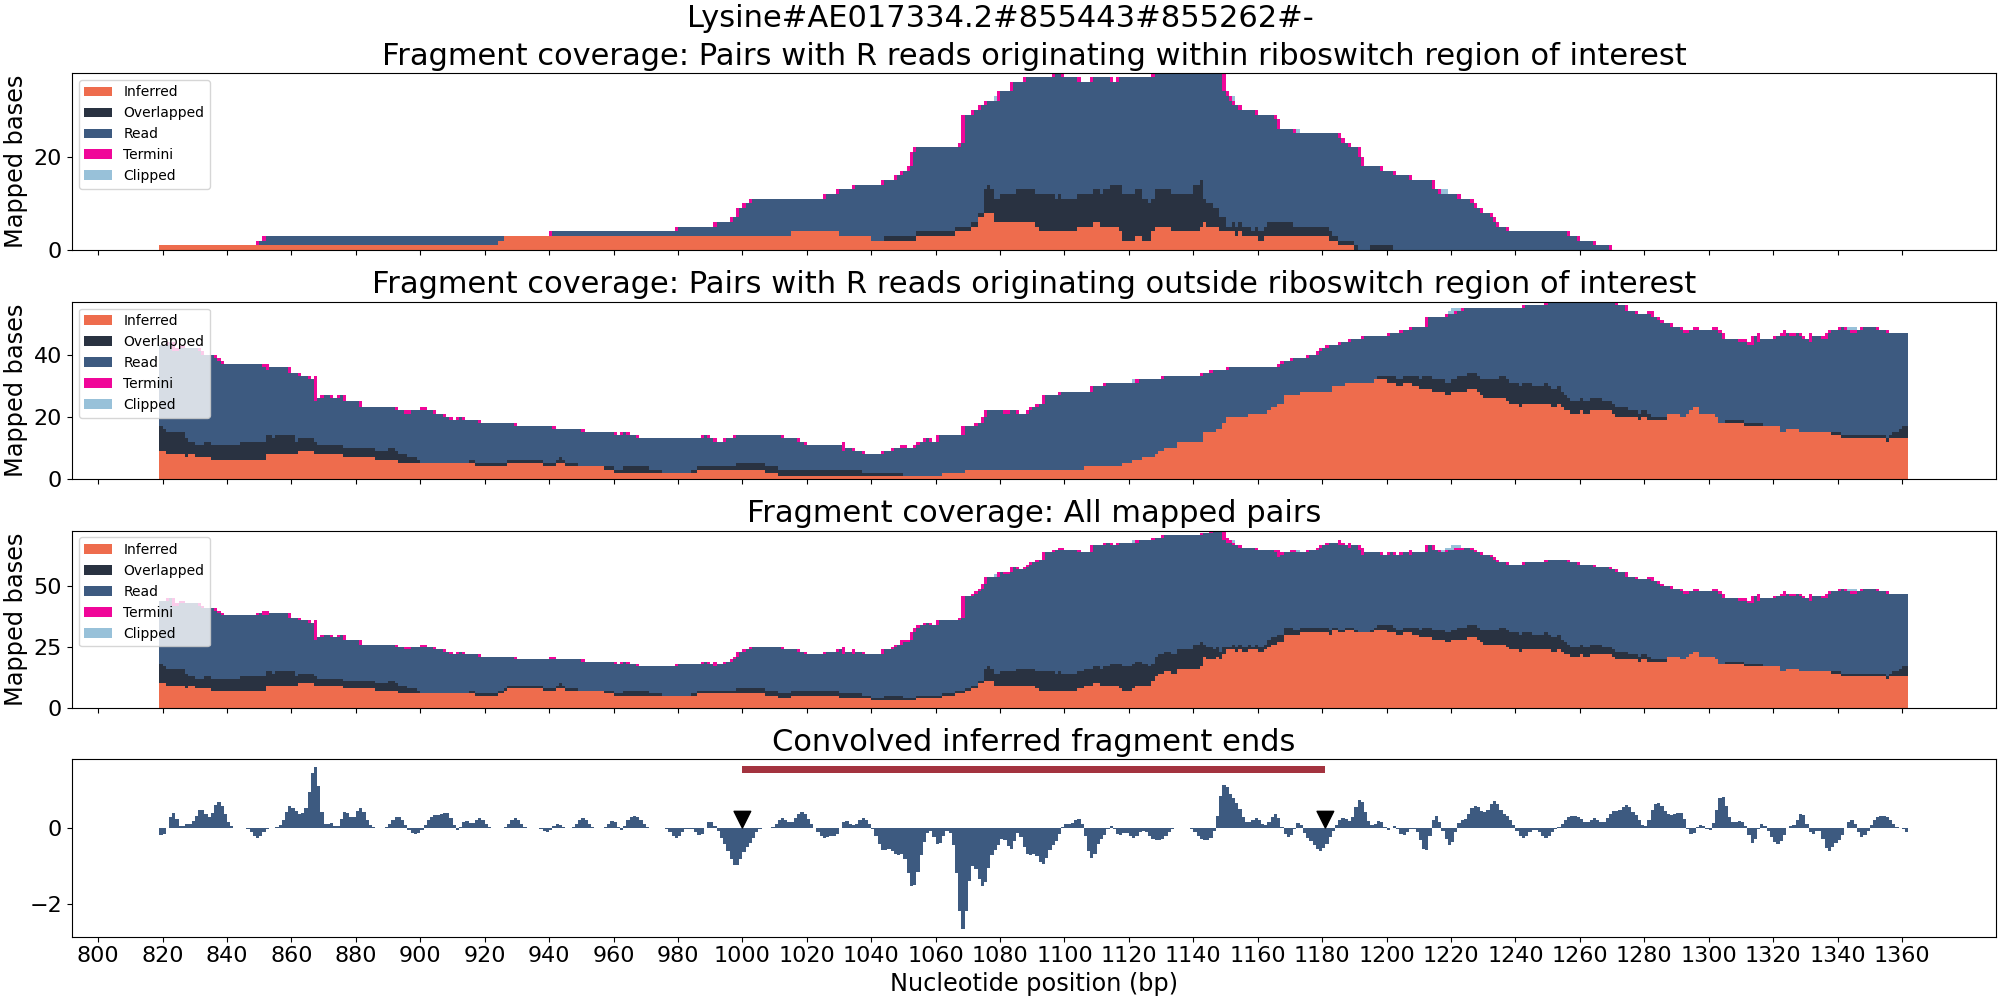 Lysine#AE017334.2#855443#855262#-
Fragment coverage: Pairs with R reads originating within riboswitch region of interest
Mapped bases
20
0
Inferred
Overlapped
Read
Termini
Clipped
Fragment coverage: Pairs with R reads originating outside riboswitch region of interest
Mapped bases
40
20
0
Inferred
Overlapped
Read
Termini
Clipped
Fragment coverage: All mapped pairs
Mapped bases
50
25
0
Inferred
Overlapped
Read
Termini
Clipped
Convolved inferred fragment ends
0
−2
800 820 840 860 880 900 920 940 960 980 1000 1020 1040 1060 1080 1100 1120 1140 1160 1180 1200 1220 1240 1260 1280 1300 1320 1340 1360
Nucleotide position (bp)